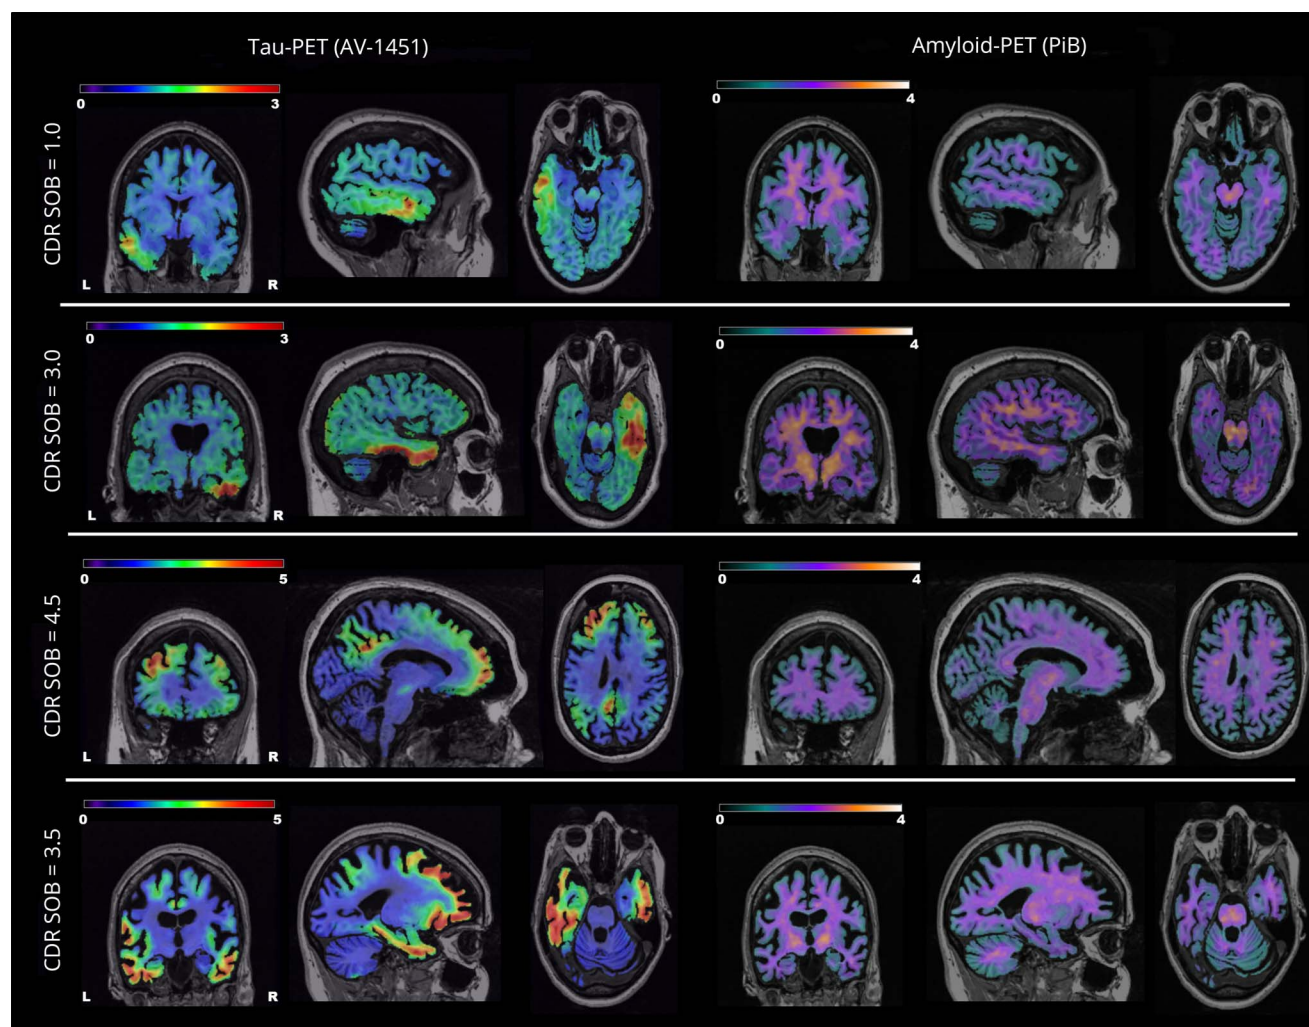 Tau-PET (AV-1451)
Amyloid-PET (PiB)
CDR SOB = 1.0
0 3
0 4
L R
CDR SOB = 3.0
0 3
0 4
L R
CDR SOB = 4.5
0 5
0 4
L R
CDR SOB = 3.5
0 5
0 4
L R